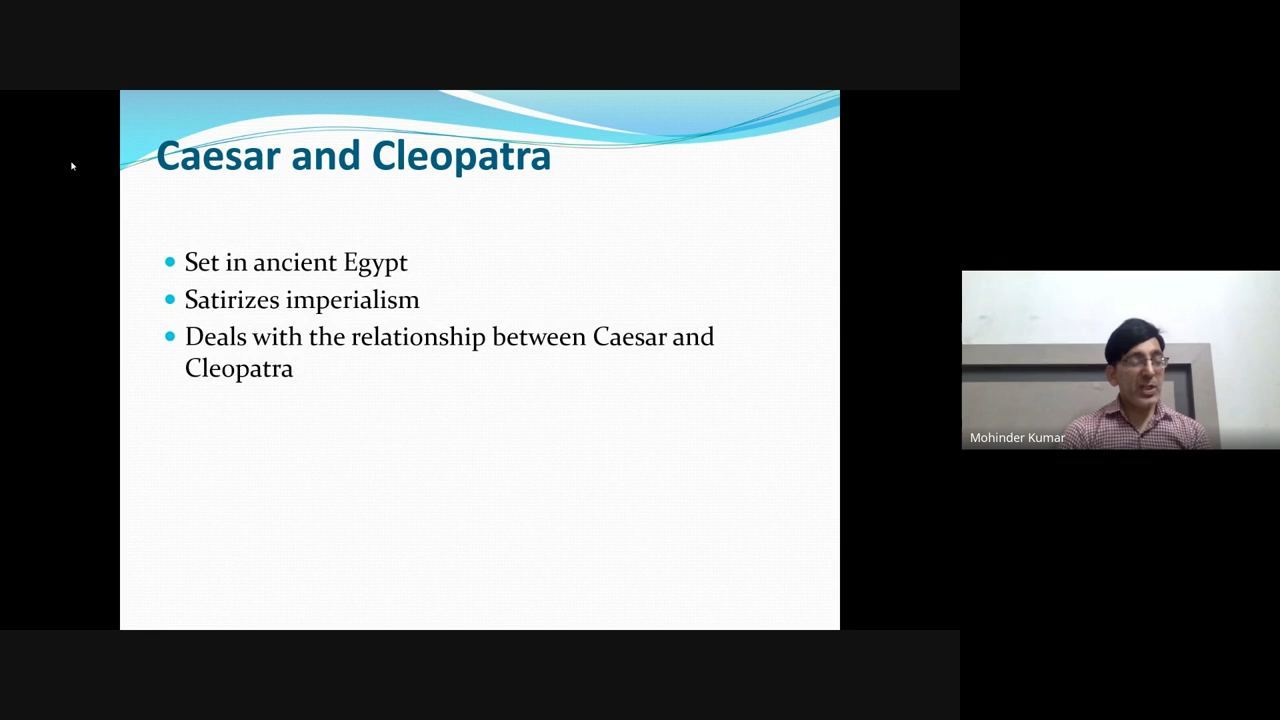 Caesar and Cleopatra
Set in ancient Egypt
Satirizes imperialism
Deals with the relationship between Caesar and
Cleopatra
Mohinder Kumar